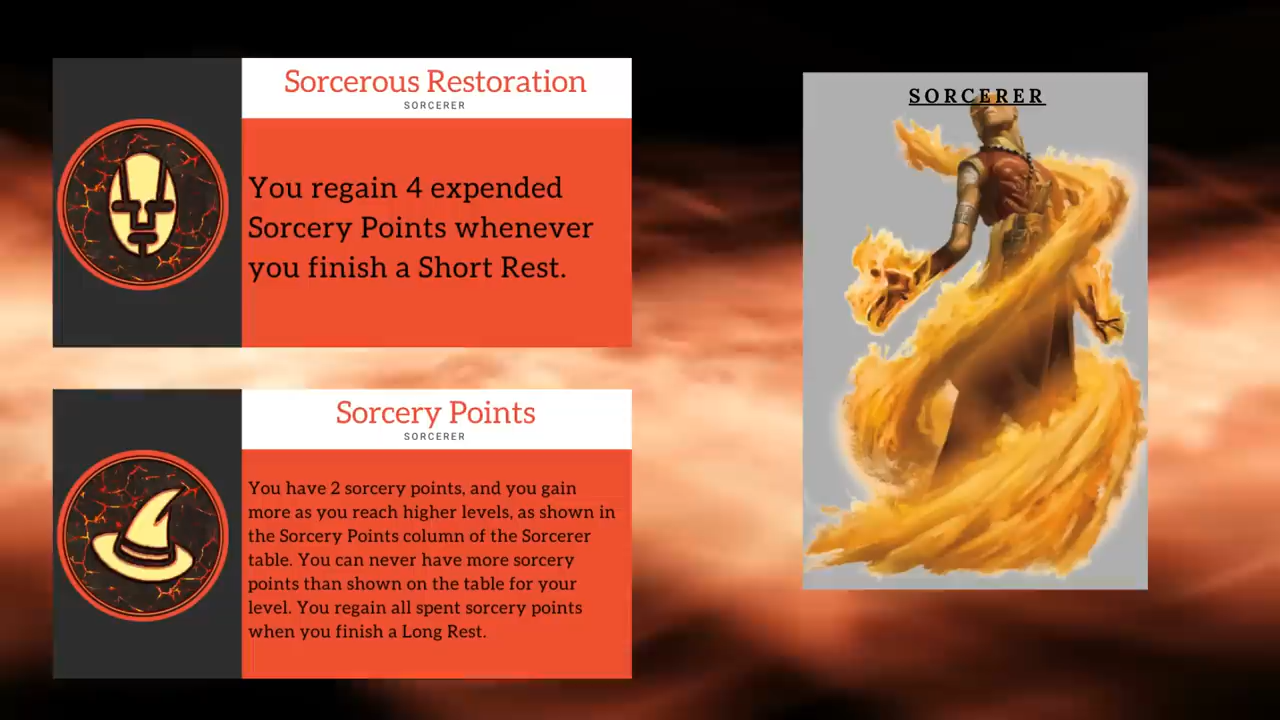 Sorcerous Restoration
SORCERER
You regain 4 expended
Sorcery Points whenever
you finish a Short Rest.
Sorcery Points
SORCERER
You have 2 sorcery points, and you gain
more as you reach higher levels, as shown in
the Sorcery Points column of the Sorcerer
table. You can never have more sorcery
points than shown on the table for your
level. You regain all spent sorcery points
when you finish a Long Rest.
SORCERER